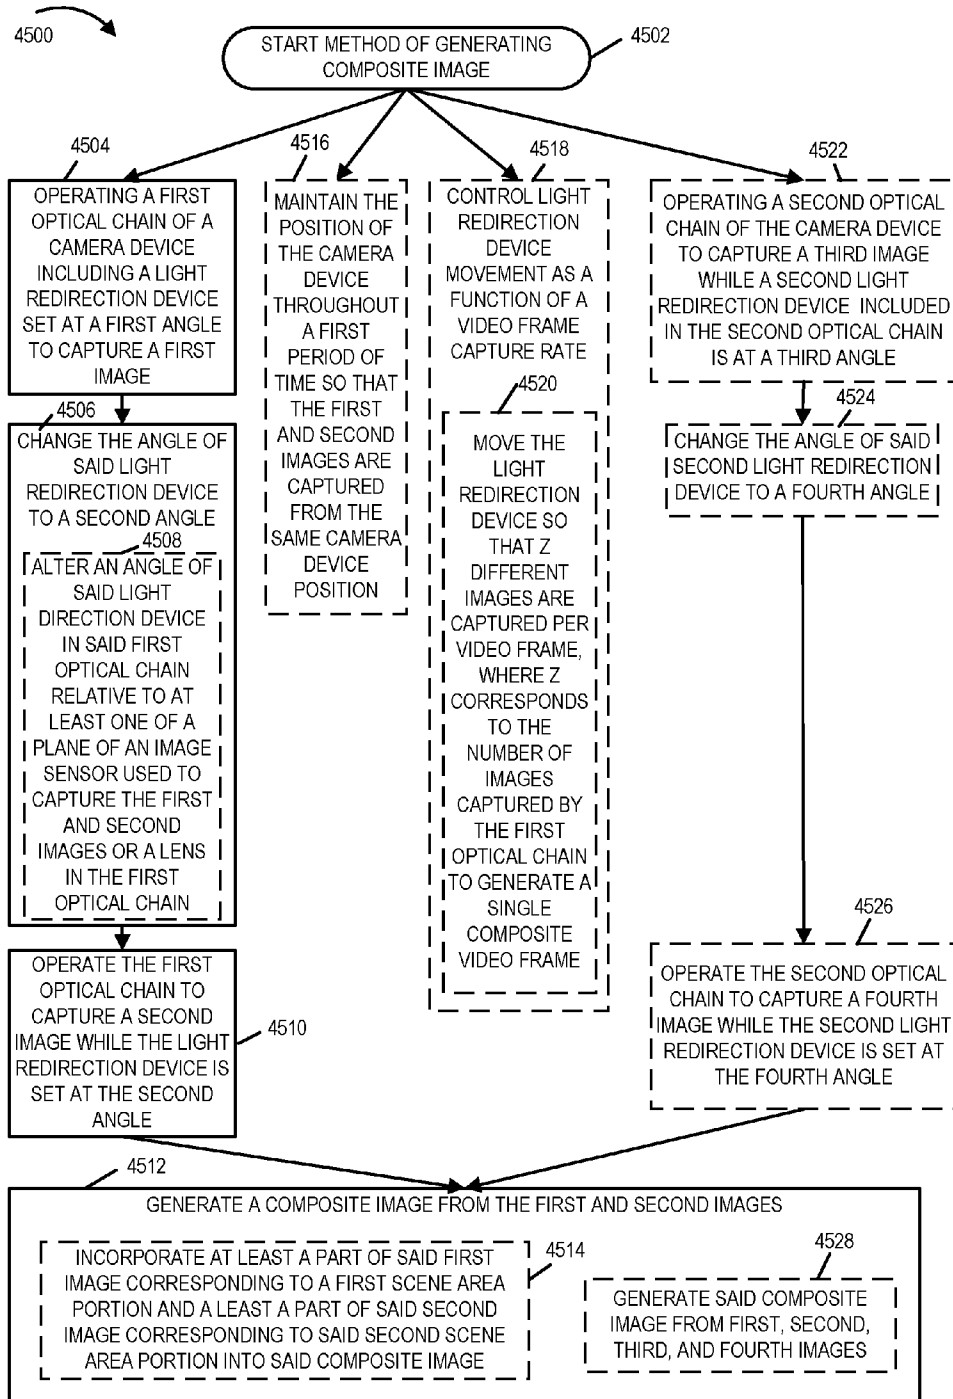 4500
START METHOD OF GENERATING
COMPOSITE IMAGE
4502
4504
OPERATING A FIRST
OPTICAL CHAIN OF A
CAMERA DEVICE
INCLUDING A LIGHT
REDIRECTION DEVICE
SET AT A FIRST ANGLE
TO CAPTURE A FIRST
IMAGE
4506
CHANGE THE ANGLE OF
SAID LIGHT
REDIRECTION DEVICE
TO A SECOND ANGLE
4508
ALTER AN ANGLE OF
SAID LIGHT
DIRECTION DEVICE
IN SAID FIRST
OPTICAL CHAIN
RELATIVE TO AT
LEAST ONE OF A
PLANE OF AN IMAGE
SENSOR USED TO
CAPTURE THE FIRST
AND SECOND
IMAGES OR A LENS
IN THE FIRST
OPTICAL CHAIN
OPERATE THE FIRST
OPTICAL CHAIN TO
CAPTURE A SECOND
IMAGE WHILE THE LIGHT
REDIRECTION DEVICE IS
SET AT THE SECOND
ANGLE
4510
4516
MAINTAIN THE
POSITION OF
THE CAMERA
DEVICE
THROUGHOUT
A FIRST
PERIOD OF
TIME SO THAT
THE FIRST
AND SECOND
IMAGES ARE
CAPTURED
FROM THE
SAME CAMERA
DEVICE
POSITION
4518
CONTROL LIGHT
REDIRECTION
DEVICE
MOVEMENT AS A
FUNCTION OF A
VIDEO FRAME
CAPTURE RATE
4520
MOVE THE
LIGHT
REDIRECTION
DEVICE SO
THAT Z
DIFFERENT
IMAGES ARE
CAPTURED PER
VIDEO FRAME,
WHERE Z
CORRESPONDS
TO THE
NUMBER OF
IMAGES
CAPTURED BY
THE FIRST
OPTICAL CHAIN
TO GENERATE A
SINGLE
COMPOSITE
VIDEO FRAME
4522
OPERATING A SECOND OPTICAL
CHAIN OF THE CAMERA DEVICE
TO CAPTURE A THIRD IMAGE
WHILE A SECOND LIGHT
REDIRECTION DEVICE INCLUDED
IN THE SECOND OPTICAL CHAIN
IS AT A THIRD ANGLE
4524
CHANGE THE ANGLE OF SAID
SECOND LIGHT REDIRECTION
DEVICE TO A FOURTH ANGLE
4526
OPERATE THE SECOND OPTICAL
CHAIN TO CAPTURE A FOURTH
IMAGE WHILE THE SECOND LIGHT
REDIRECTION DEVICE IS SET AT
THE FOURTH ANGLE
4512
GENERATE A COMPOSITE IMAGE FROM THE FIRST AND SECOND IMAGES
INCORPORATE AT LEAST A PART OF SAID FIRST
IMAGE CORRESPONDING TO A FIRST SCENE AREA
PORTION AND A LEAST A PART OF SAID SECOND
IMAGE CORRESPONDING TO SAID SECOND SCENE
AREA PORTION INTO SAID COMPOSITE IMAGE
4514
4528
GENERATE SAID COMPOSITE
IMAGE FROM FIRST, SECOND,
THIRD, AND FOURTH IMAGES